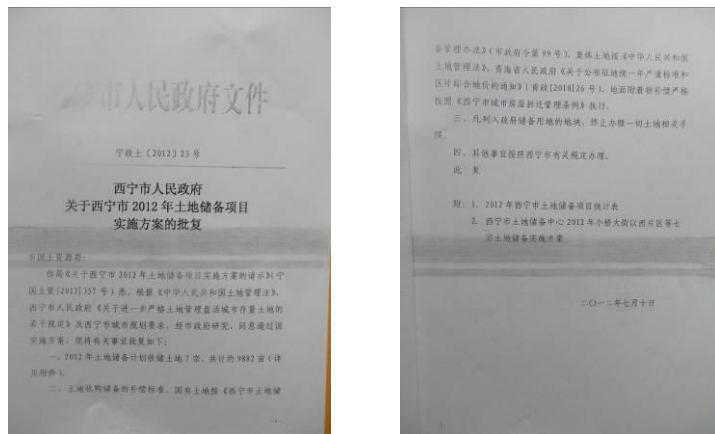 宁市人民政府文件
宁政土〔2012〕23号
西宁市人民政府
关于西宁市2012年土地储备项目
实施方案的批复
市国土资源局:
你局《关于西宁市2012年土地储备项目实施方案的请示》(宁
国土资[2012]357号)悉。根据《中华人民共和国土地管理法》、
西宁市人民政府《关于进一步严格土地管理盘活城市存量土地的
若干规定》及西宁市城市规划要求,经市政府研究,同意通过该
实施方案。现将有关事宜批复如下:
一、2012年土地储备计划收储土地7宗,共计约9882亩(详
见附件)。
二、土地收购储备的补偿标准,国有土地按《西宁市土地储
备管理办法》(市政府令第99号)、集体土地按《中华人民共和国
土地管理法》、青海省人民政府《关于公布征地统一年产值标准和
区片综合地价的通知》(青政[2010]26号)、地面附着物补偿严格
按照《西宁市城市房屋拆迁管理条例》执行。
三、凡列入政府储备用地的地块,终止办理一切土地相关手
续。
四、其他事宜按照西宁市有关规定办理。
此 复
附:1. 2012年西宁市土地储备项目统计表
2. 西宁市土地储备中心2012年小桥大街以西片区等七
宗土地储备实施方案
二〇一二年七月十日